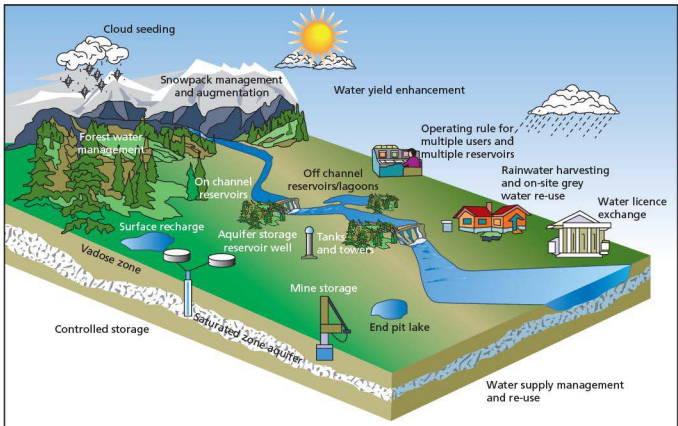 Cloud seeding
Snowpack management
and augmentation
Water yield enhancement
Forest water
management
Operating rule for
multiple users and
multiple reservoirs
On channel
reservoirs
Off channel
reservoirs/lagoons
Rainwater harvesting
and on-site grey
water re-use
Water licence
exchange
Surface recharge
Aquifer storage
reservoir well
Tanks
and towers
Vadose zone
Mine storage
Controlled storage
Saturated zone aquifer
End pit lake
Water supply management
and re-use